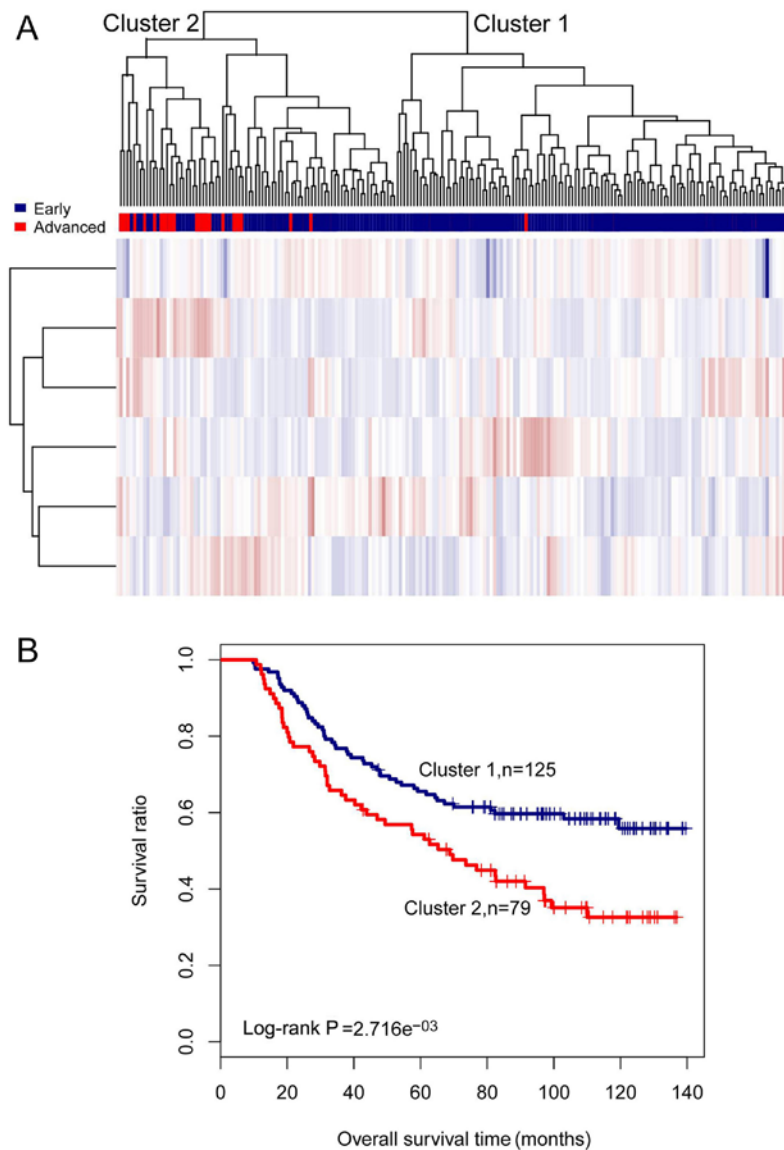 A
Cluster 2
Cluster 1
Early
Advanced
B
1.0
0.8
0.6
0.4
0.2
0.0
Survival ratio
Cluster 1,n=125
Cluster 2,n=79
Log-rank P =2.716e⁻⁰³
0 20 40 60 80 100 120 140
Overall survival time (months)